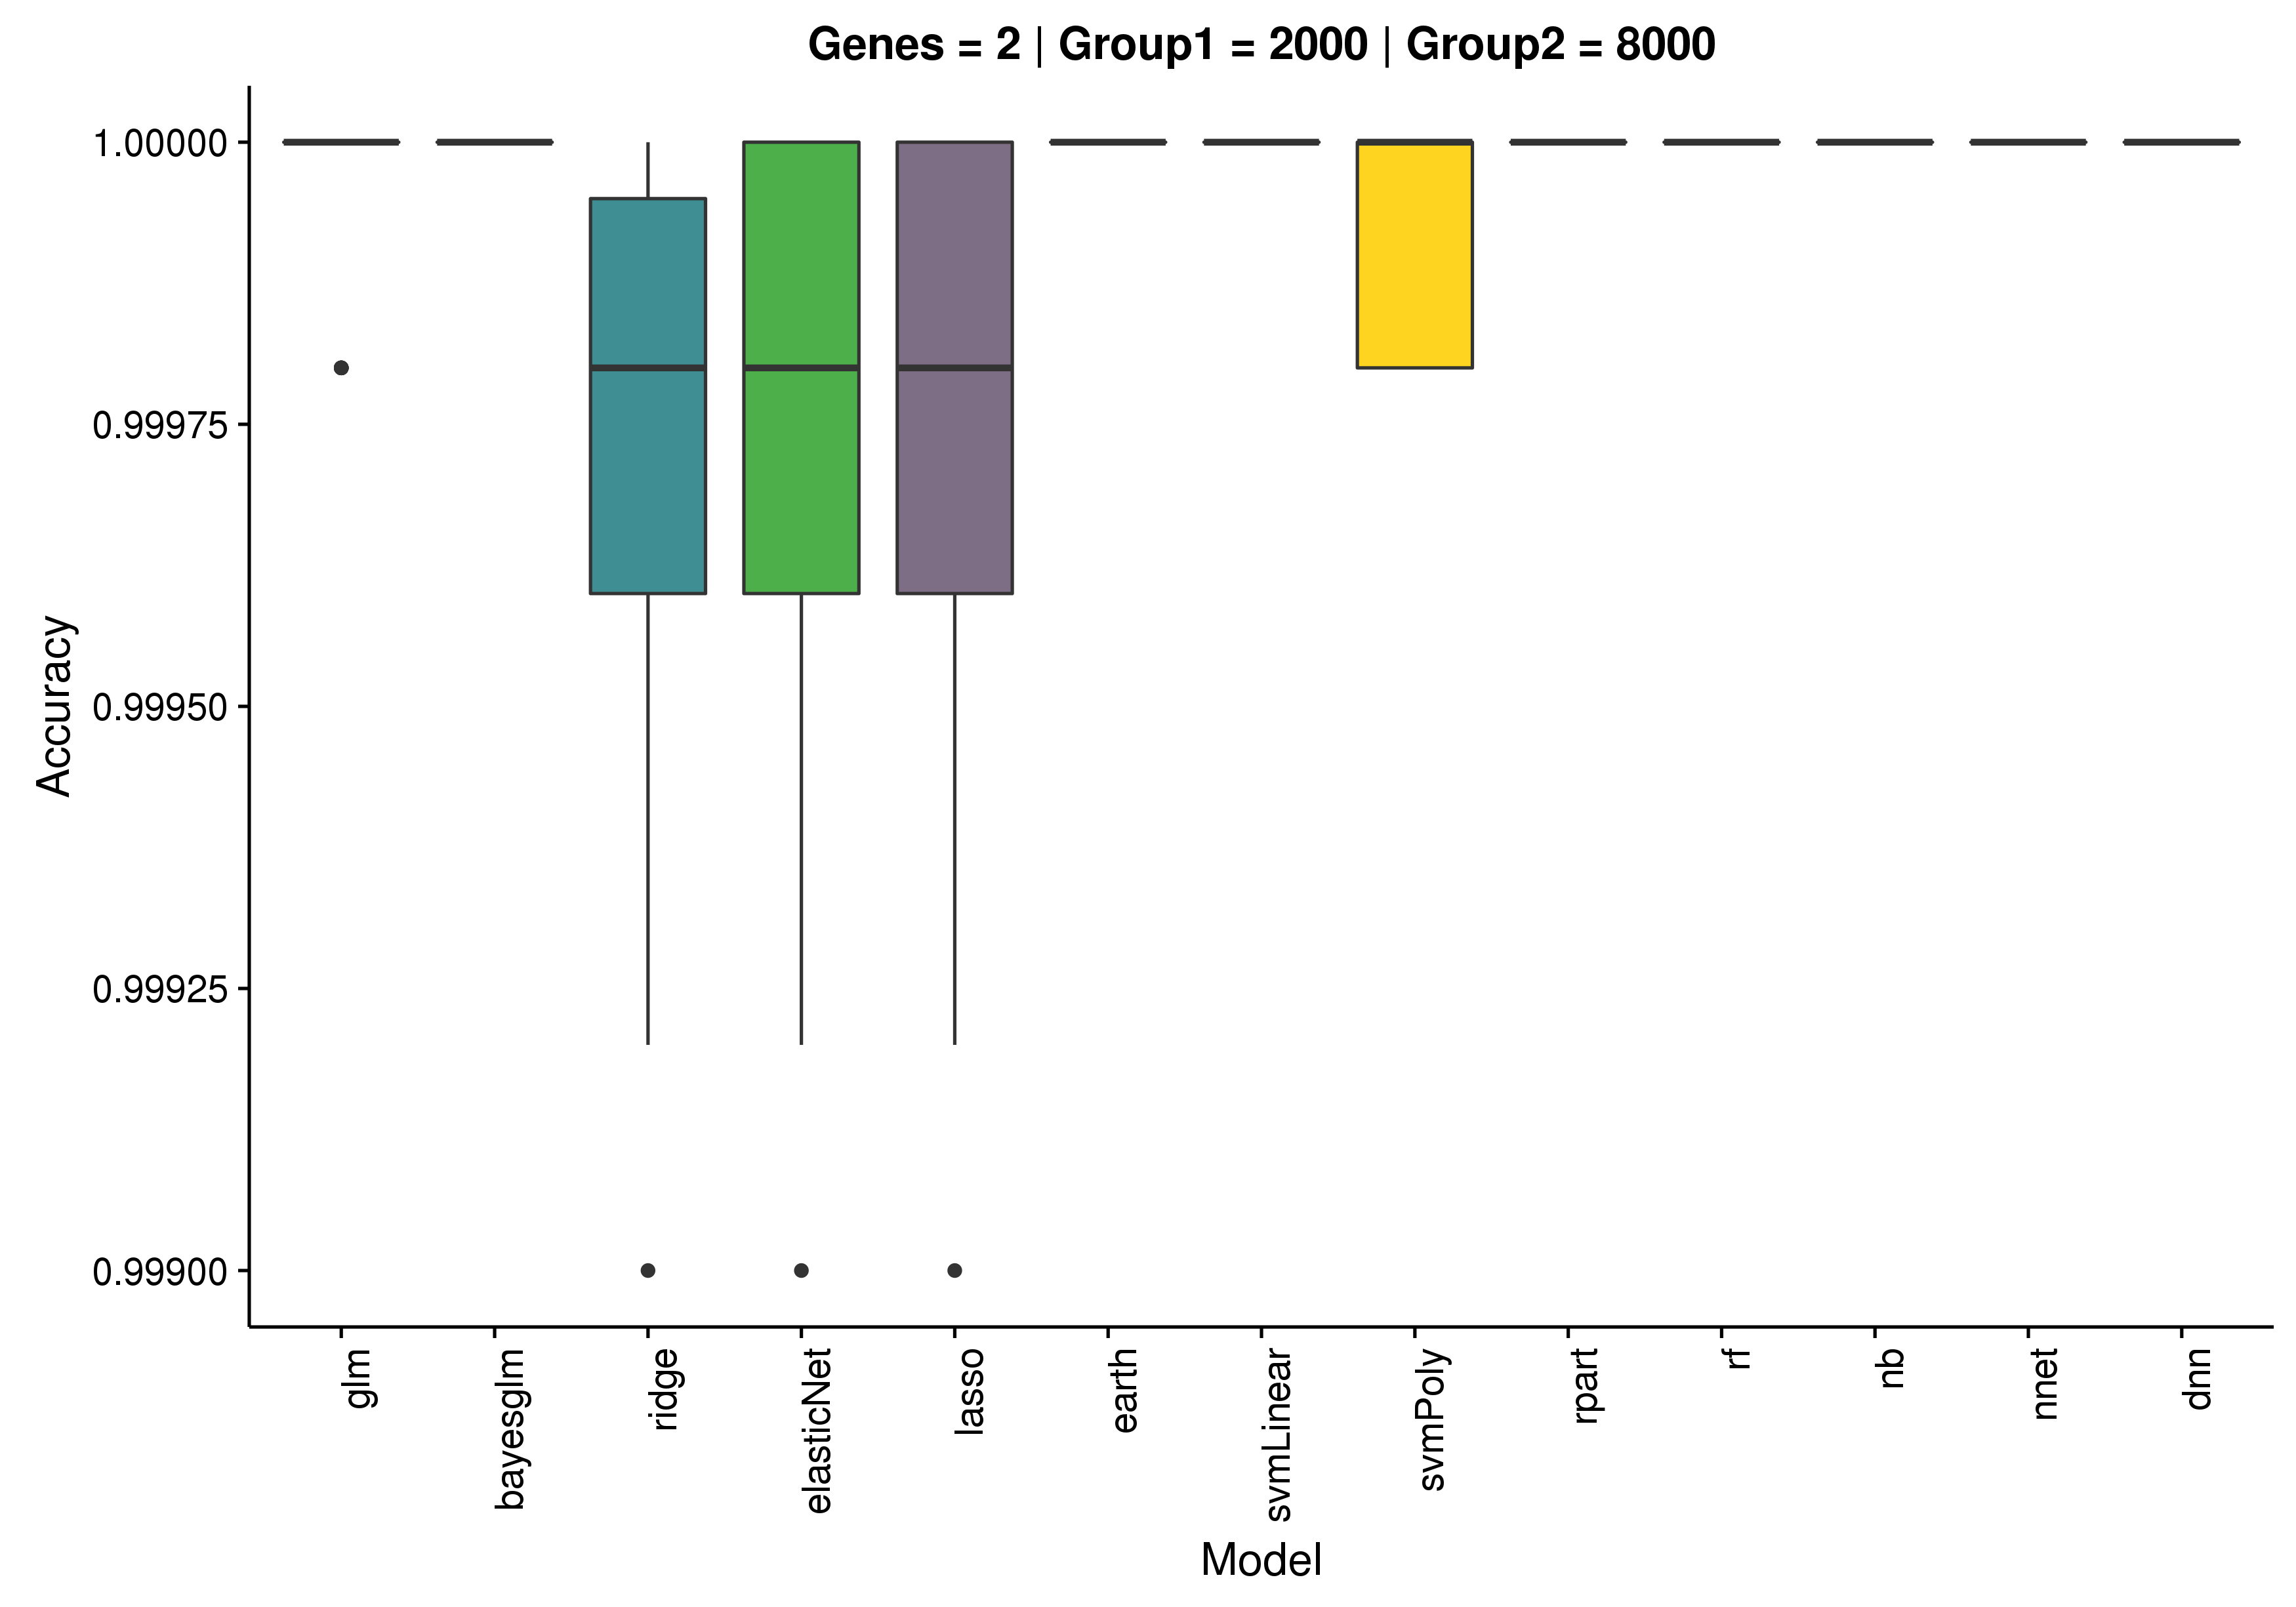 Genes = 2 | Group1 = 2000 | Group2 = 8000
1.00000
0.99975
0.99950
0.99925
0.99900
Accuracy
glm
bayesglm
ridge
elasticNet
lasso
earth
svmLinear
svmPoly
rpart
rf
nb
nnet
dnn
Model